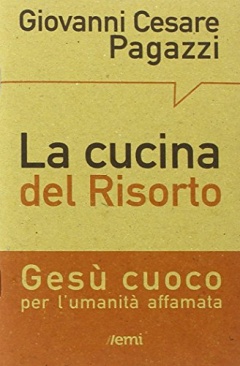 Giovanni Cesare
Pagazzi
La cucina
del Risorto
Gesù cuoco
per l'umanità affamata
emi